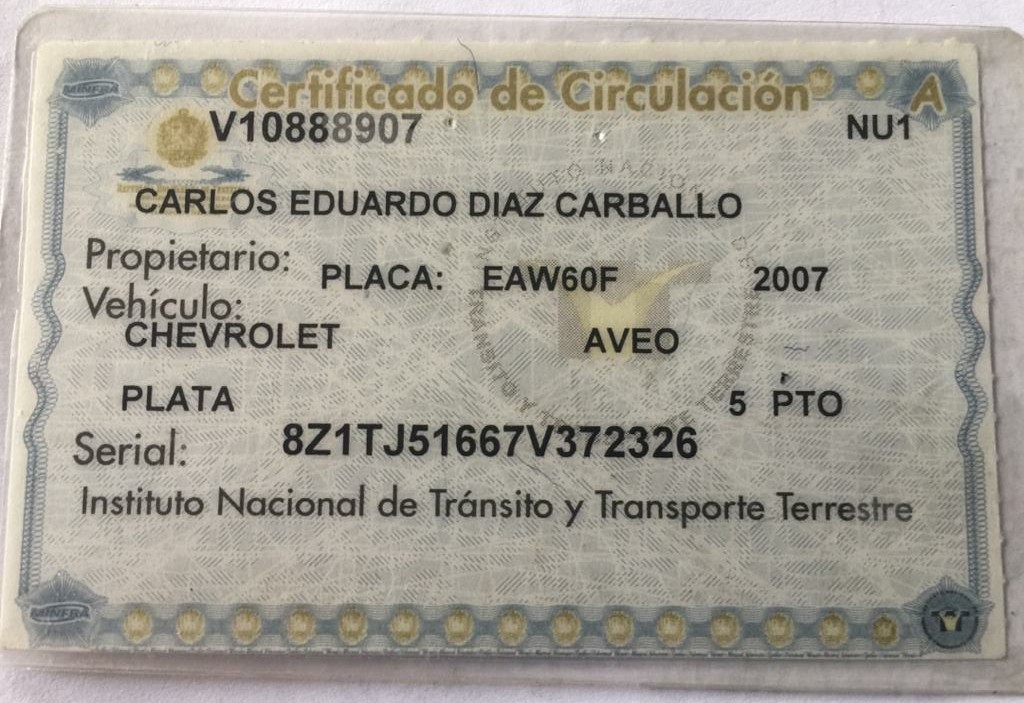 Certificado de Circulación A
V10888907 NU1
CARLOS EDUARDO DIAZ CARBALLO
Propietario:
PLACA: EAW60F 2007
Vehículo:
CHEVROLET AVEO
PLATA 5 PTO
Serial: 8Z1TJ51667V372326
Instituto Nacional de Tránsito y Transporte Terrestre
MINFRA
MINFRA